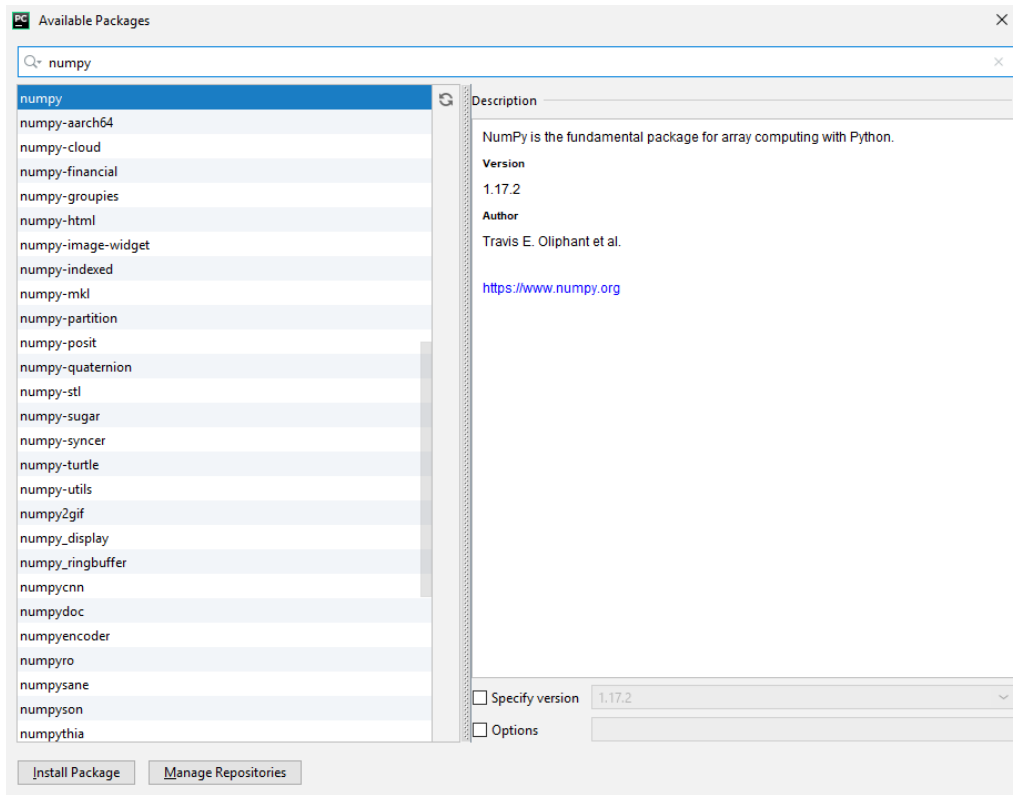 PC Available Packages
numpy
numpy
numpy-aarch64
numpy-cloud
numpy-financial
numpy-groupies
numpy-html
numpy-image-widget
numpy-indexed
numpy-mkl
numpy-partition
numpy-posit
numpy-quaternion
numpy-stl
numpy-sugar
numpy-syncer
numpy-turtle
numpy-utils
numpy2gif
numpy_display
numpy_ringbuffer
numpycnn
numpydoc
numpyencoder
numpyro
numpysane
numpyson
numpythia
Description
NumPy is the fundamental package for array computing with Python.
Version
1.17.2
Author
Travis E. Oliphant et al.
https://www.numpy.org
Specify version 1.17.2
Options
Install Package Manage Repositories